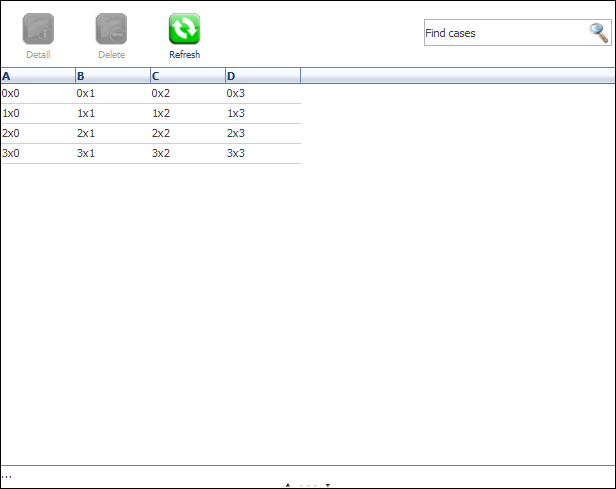 Detail Delete Refresh Find cases
A B C D
0x0 0x1 0x2 0x3
1x0 1x1 1x2 1x3
2x0 2x1 2x2 2x3
3x0 3x1 3x2 3x3
...